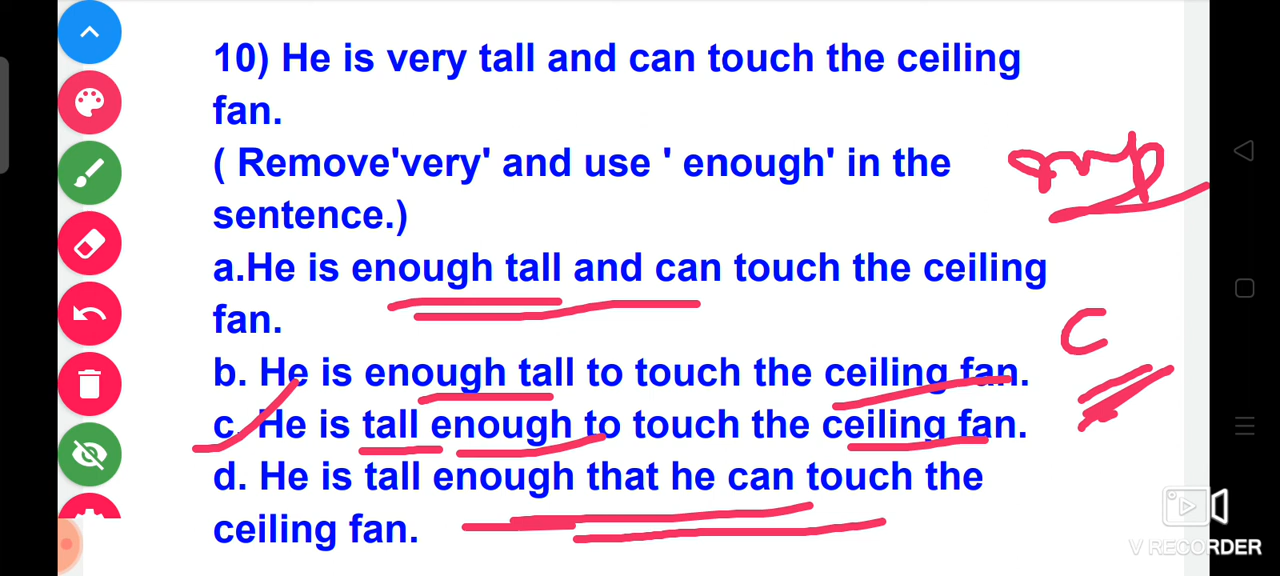 10) He is very tall and can touch the ceiling
fan.
( Remove'very' and use ' enough' in the
sentence.)
a.He is enough tall and can touch the ceiling
fan.
b. He is enough tall to touch the ceiling fan.
c. He is tall enough to touch the ceiling fan.
d. He is tall enough that he can touch the
ceiling fan.
imp
C
V RECORDER